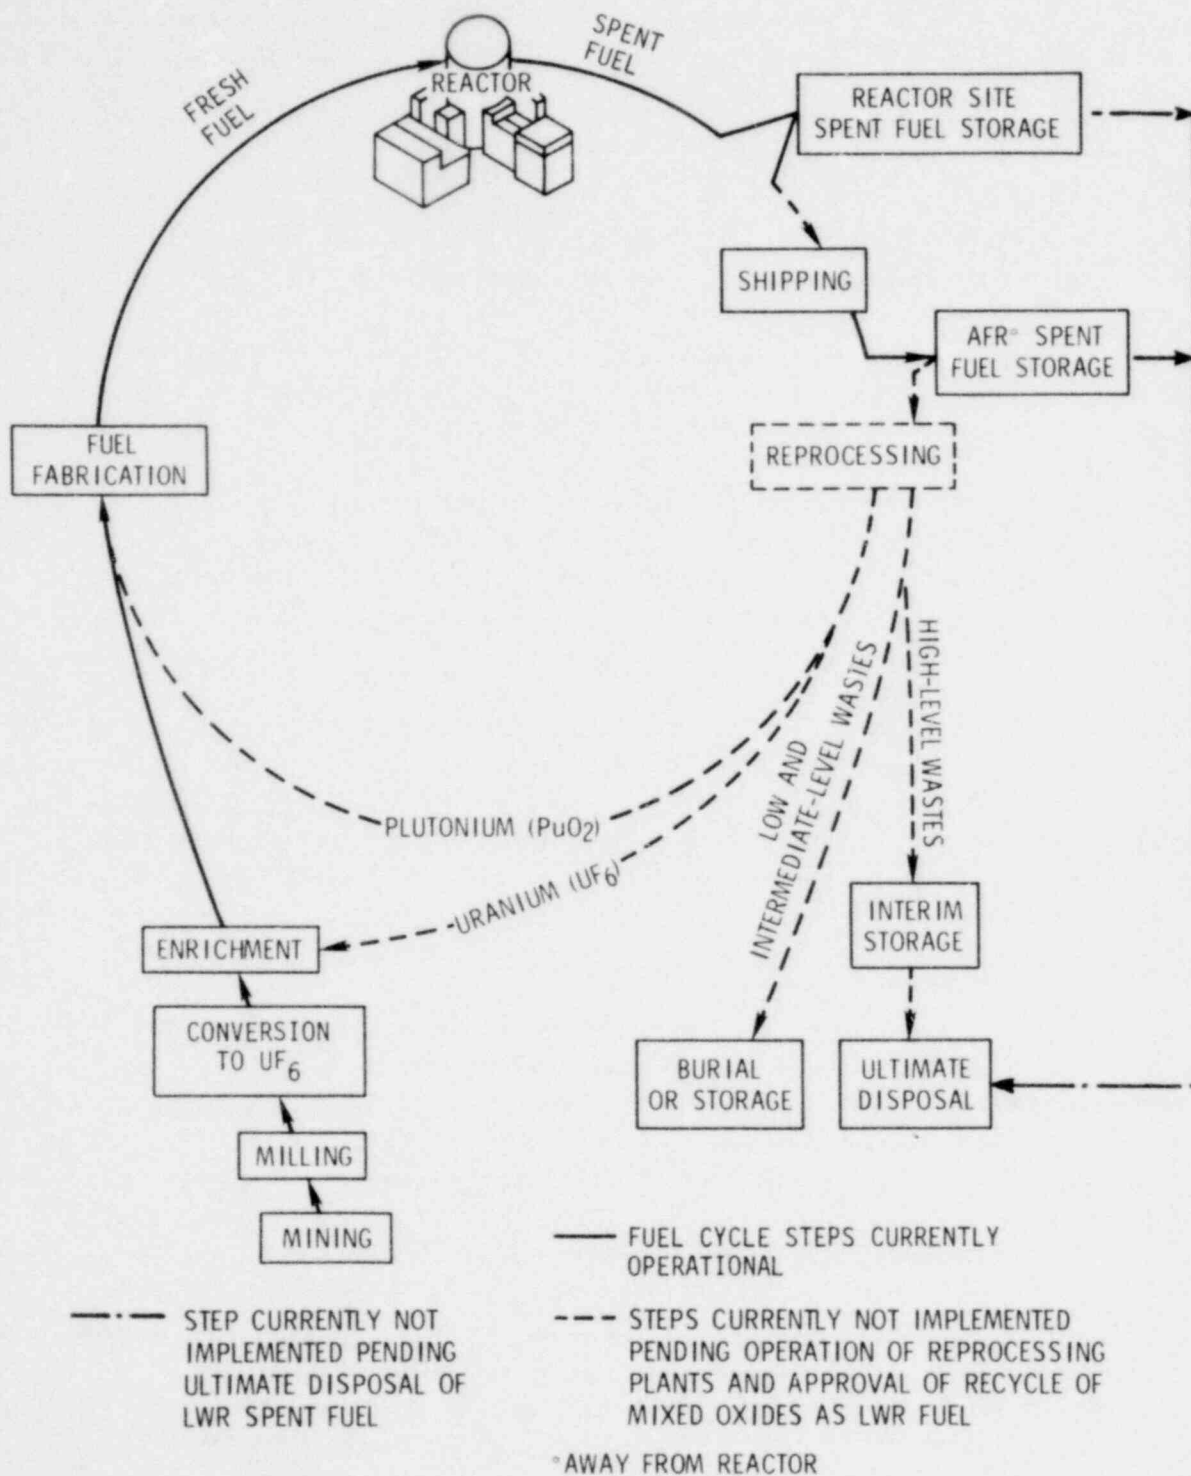 SPENT
FUEL
FRESH
FUEL
REACTOR
REACTOR SITE
SPENT FUEL STORAGE
SHIPPING
AFR° SPENT
FUEL STORAGE
FUEL
FABRICATION
REPROCESSING
HIGH-LEVEL WASTES
LOW AND
INTERMEDIATE-LEVEL WASTIES
PLUTONIUM (PuO₂)
URANIUM (UF₆)
INTERIM
STORAGE
ENRICHMENT
CONVERSION
TO UF₆
BURIAL
OR STORAGE
ULTIMATE
DISPOSAL
MILLING
MINING
FUEL CYCLE STEPS CURRENTLY
OPERATIONAL
STEP CURRENTLY NOT
IMPLEMENTED PENDING
ULTIMATE DISPOSAL OF
LWR SPENT FUEL
STEPS CURRENTLY NOT IMPLEMENTED
PENDING OPERATION OF REPROCESSING
PLANTS AND APPROVAL OF RECYCLE OF
MIXED OXIDES AS LWR FUEL
°AWAY FROM REACTOR